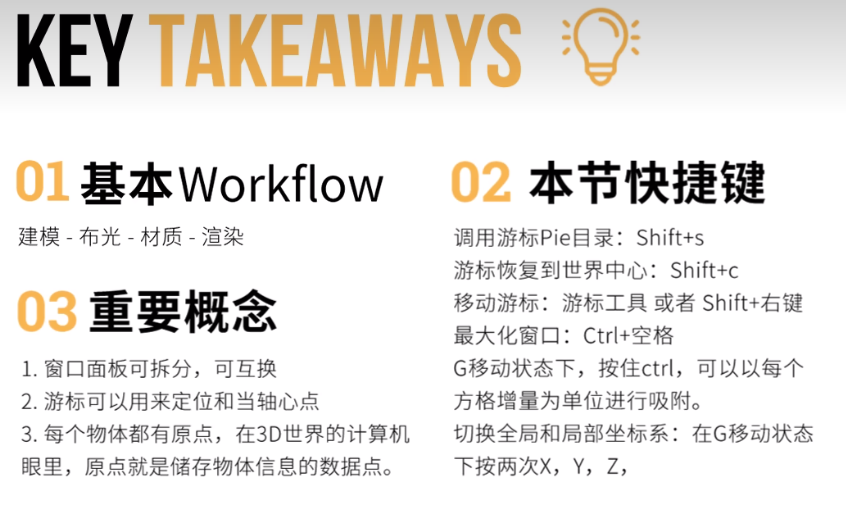 KEY TAKEAWAYS
01 基本Workflow
建模 - 布光 - 材质 - 渲染
02 本节快捷键
调用游标Pie目录：Shift+s
游标恢复到世界中心：Shift+c
移动游标：游标工具 或者 Shift+右键
最大化窗口：Ctrl+空格
G移动状态下，按住ctrl，可以以每个
方格增量为单位进行吸附。
切换全局和局部坐标系：在G移动状态
下按两次X，Y，Z，
03 重要概念
1. 窗口面板可拆分，可互换
2. 游标可以用来定位和当轴心点
3. 每个物体都有原点，在3D世界的计算机
眼里，原点就是储存物体信息的数据点。